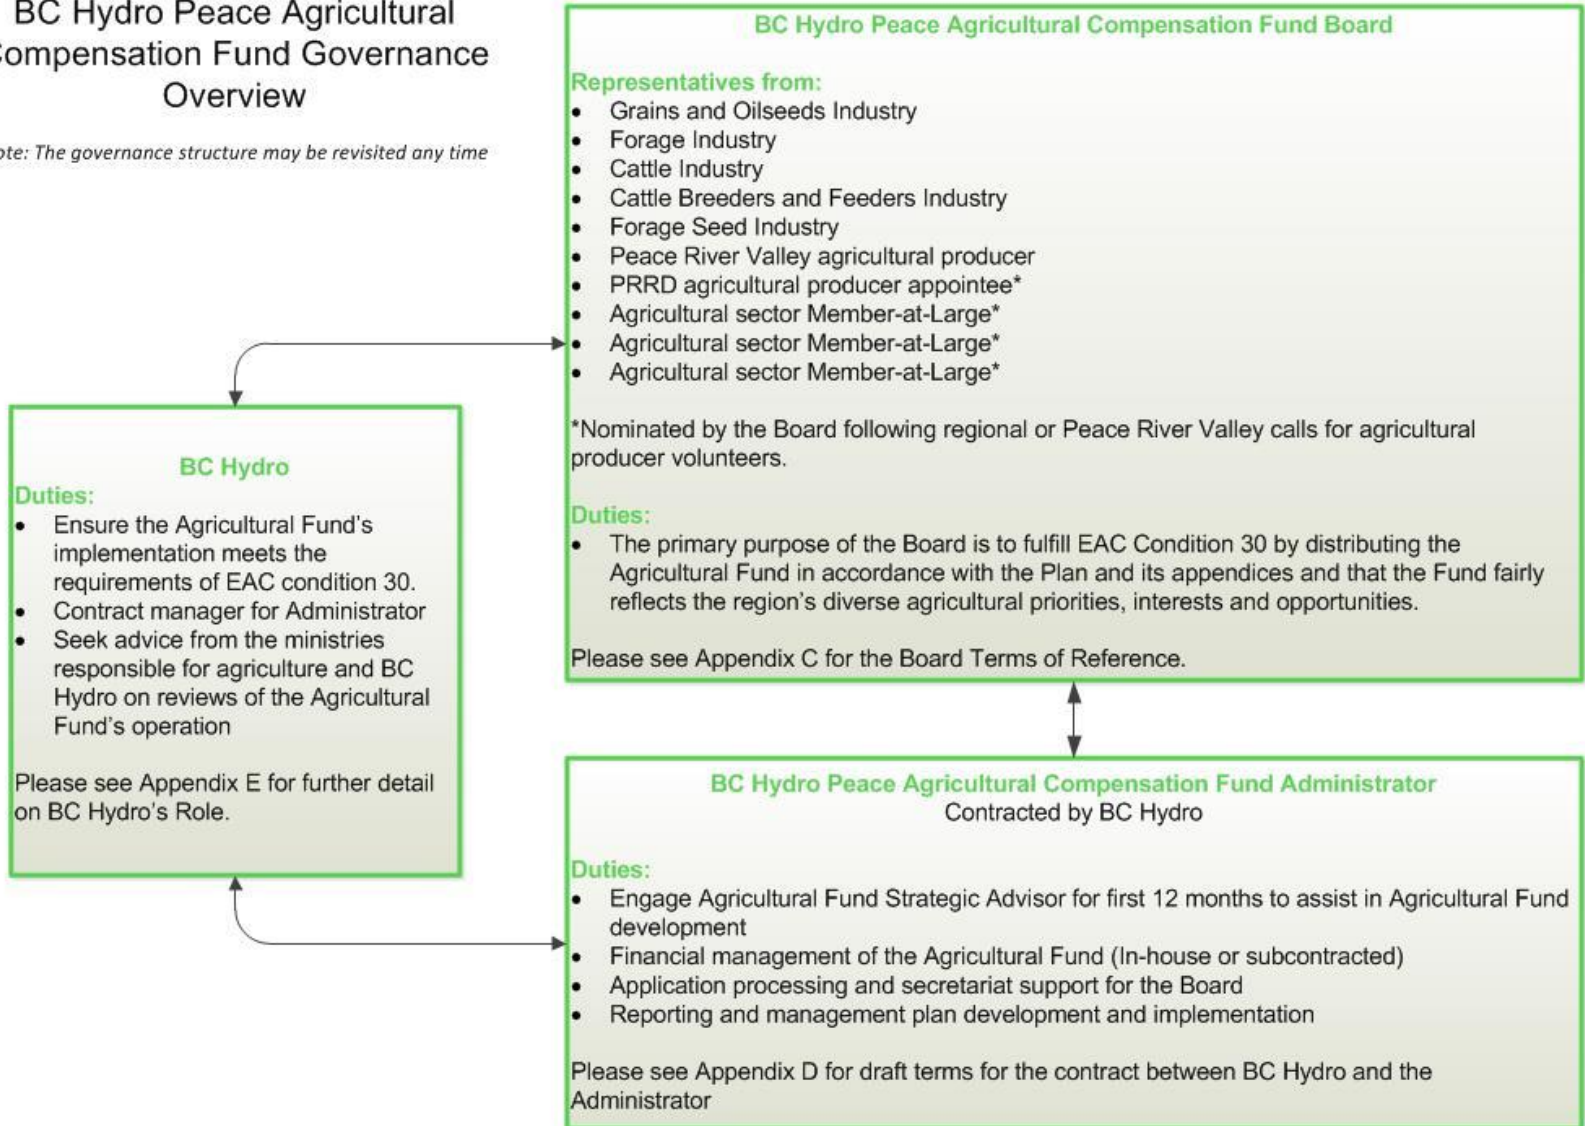 BC Hydro Peace Agricultural
Compensation Fund Governance
Overview
Note: The governance structure may be revisited any time
BC Hydro Peace Agricultural Compensation Fund Board
Representatives from:
• Grains and Oilseeds Industry
• Forage Industry
• Cattle Industry
• Cattle Breeders and Feeders Industry
• Forage Seed Industry
• Peace River Valley agricultural producer
• PRRD agricultural producer appointee*
• Agricultural sector Member-at-Large*
• Agricultural sector Member-at-Large*
• Agricultural sector Member-at-Large*
*Nominated by the Board following regional or Peace River Valley calls for agricultural
producer volunteers.
Duties:
• The primary purpose of the Board is to fulfill EAC Condition 30 by distributing the
Agricultural Fund in accordance with the Plan and its appendices and that the Fund fairly
reflects the region's diverse agricultural priorities, interests and opportunities.
Please see Appendix C for the Board Terms of Reference.
BC Hydro
Duties:
• Ensure the Agricultural Fund's
implementation meets the
requirements of EAC condition 30.
• Contract manager for Administrator
• Seek advice from the ministries
responsible for agriculture and BC
Hydro on reviews of the Agricultural
Fund's operation
Please see Appendix E for further detail
on BC Hydro's Role.
BC Hydro Peace Agricultural Compensation Fund Administrator
Contracted by BC Hydro
Duties:
• Engage Agricultural Fund Strategic Advisor for first 12 months to assist in Agricultural Fund
development
• Financial management of the Agricultural Fund (In-house or subcontracted)
• Application processing and secretariat support for the Board
• Reporting and management plan development and implementation
Please see Appendix D for draft terms for the contract between BC Hydro and the
Administrator